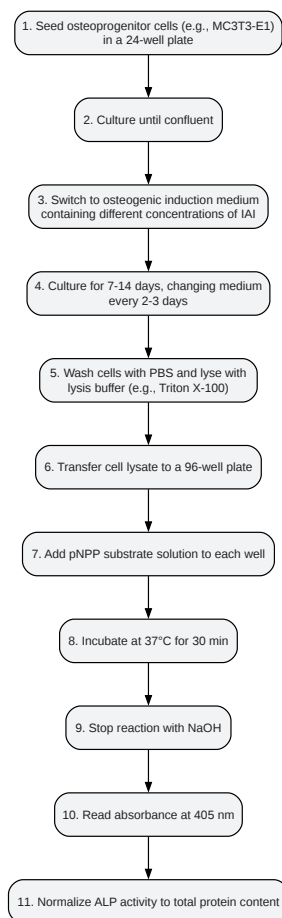 1. Seed osteoprogenitor cells (e.g., MC3T3-E1)
in a 24-well plate
2. Culture until confluent
3. Switch to osteogenic induction medium
containing different concentrations of IAI
4. Culture for 7-14 days, changing medium
every 2-3 days
5. Wash cells with PBS and lyse with
lysis buffer (e.g., Triton X-100)
6. Transfer cell lysate to a 96-well plate
7. Add pNPP substrate solution to each well
8. Incubate at 37°C for 30 min
9. Stop reaction with NaOH
10. Read absorbance at 405 nm
11. Normalize ALP activity to total protein content